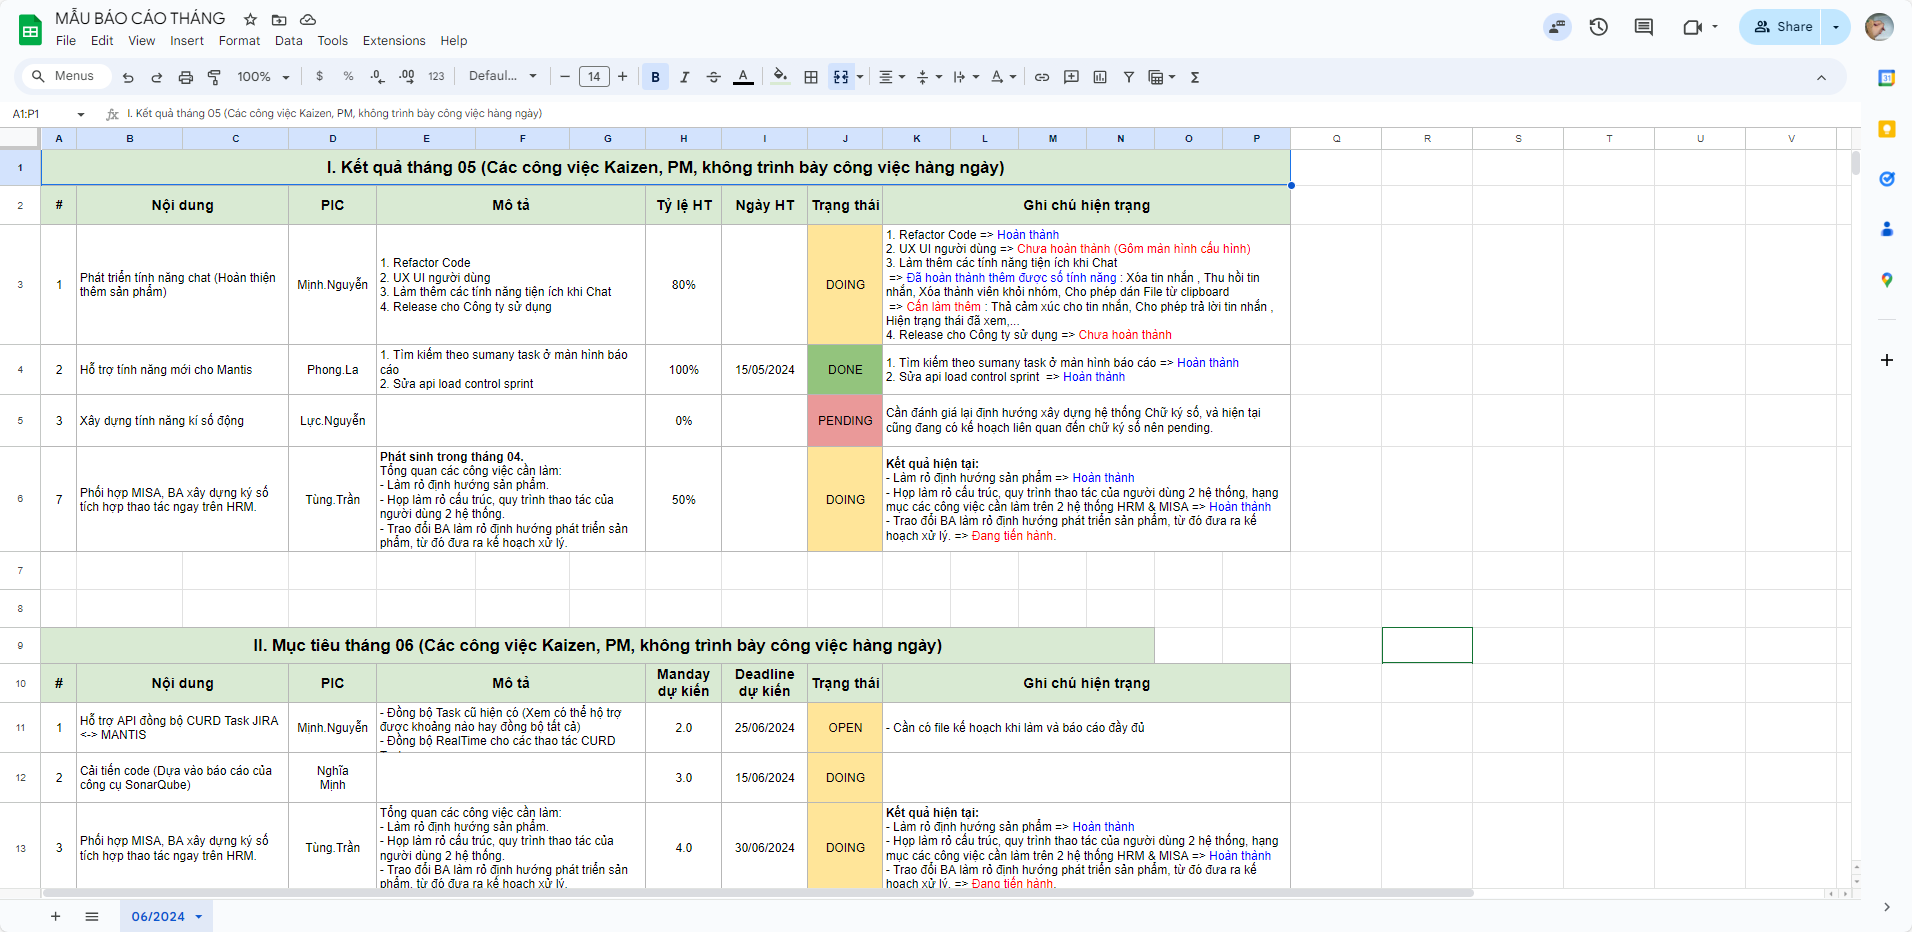 MẪU BÁO CÁO THÁNG
File Edit View Insert Format Data Tools Extensions Help
Share
Menus 100% $ % .0 .00 123 Defaul... 14 B I A
A1:P1 fx I. Kết quả tháng 05 (Các công việc Kaizen, PM, không trình bày công việc hàng ngày)
A B C D E F G H I J K L M N O P Q R S T U V
1 I. Kết quả tháng 05 (Các công việc Kaizen, PM, không trình bày công việc hàng ngày)
2 # Nội dung PIC Mô tả Tỷ lệ HT Ngày HT Trạng thái Ghi chú hiện trạng
3 1 Phát triển tính năng chat (Hoàn thiện
thêm sản phẩm)
Minh.Nguyễn
1. Refactor Code
2. UX UI người dùng
3. Làm thêm các tính năng tiện ích khi Chat
4. Release cho Công ty sử dụng
80%
DOING
1. Refactor Code => Hoàn thành
2. UX UI người dùng => Chưa hoàn thành (Gồm màn hình cấu hình)
3. Làm thêm các tính năng tiện ích khi Chat
=> Đã hoàn thành thêm được số tính năng : Xóa tin nhắn , Thu hồi tin
nhắn, Xóa thành viên khỏi nhóm, Cho phép dán File từ clipboard
=> Cần làm thêm : Thả cảm xúc cho tin nhắn, Cho phép trả lời tin nhắn ,
Hiện trạng thái đã xem,...
4. Release cho Công ty sử dụng => Chưa hoàn thành
4 2 Hỗ trợ tính năng mới cho Mantis
Phong.La
1. Tìm kiếm theo sumany task ở màn hình báo
cáo
2. Sửa api load control sprint
100% 15/05/2024 DONE
1. Tìm kiếm theo sumany task ở màn hình báo cáo => Hoàn thành
2. Sửa api load control sprint => Hoàn thành
5 3 Xây dựng tính năng kí số động
Lực.Nguyễn
0% PENDING
Cần đánh giá lại định hướng xây dựng hệ thống Chữ ký số, và hiện tại
cũng đang có kế hoạch liên quan đến chữ ký số nên pending.
6 7 Phối hợp MISA, BA xây dựng ký số
tích hợp thao tác ngay trên HRM.
Tùng.Trần
Phát sinh trong tháng 04.
Tổng quan các công việc cần làm:
- Làm rõ định hướng sản phẩm.
- Họp làm rõ cấu trúc, quy trình thao tác của
người dùng 2 hệ thống.
- Trao đổi BA làm rõ định hướng phát triển sản
phẩm, từ đó đưa ra kế hoạch xử lý.
50% DOING
Kết quả hiện tại:
- Làm rõ định hướng sản phẩm => Hoàn thành
- Họp làm rõ cấu trúc, quy trình thao tác của người dùng 2 hệ thống, hạng
mục các công việc cần làm trên 2 hệ thống HRM & MISA => Hoàn thành
- Trao đổi BA làm rõ định hướng phát triển sản phẩm, từ đó đưa ra kế
hoạch xử lý. => Đang tiến hành.
7
8
9 II. Mục tiêu tháng 06 (Các công việc Kaizen, PM, không trình bày công việc hàng ngày)
10 # Nội dung PIC Mô tả Manday dự kiến Deadline dự kiến Trạng thái Ghi chú hiện trạng
11 1 Hỗ trợ API đồng bộ CURD Task JIRA
<-> MANTIS
Minh.Nguyễn
- Đồng bộ Task cũ hiện có (Xem có thể hộ trợ
được khoảng nào hay đồng bộ tất cả)
- Đồng bộ RealTime cho các thao tác CURD
2.0 25/06/2024 OPEN
- Cần có file kế hoạch khi làm và báo cáo đầy đủ
12 2 Cải tiến code (Dựa vào báo cáo của
công cụ SonarQube)
Nghĩa
Minh
3.0 15/06/2024 DOING
13 3 Phối hợp MISA, BA xây dựng ký số
tích hợp thao tác ngay trên HRM.
Tùng.Trần
Tổng quan các công việc cần làm:
- Làm rõ định hướng sản phẩm.
- Họp làm rõ cấu trúc, quy trình thao tác của
người dùng 2 hệ thống.
- Trao đổi BA làm rõ định hướng phát triển sản
phẩm, từ đó đưa ra kế hoạch xử lý.
4.0 30/06/2024 DOING
Kết quả hiện tại:
- Làm rõ định hướng sản phẩm => Hoàn thành
- Họp làm rõ cấu trúc, quy trình thao tác của người dùng 2 hệ thống, hạng
mục các công việc cần làm trên 2 hệ thống HRM & MISA => Hoàn thành
- Trao đổi BA làm rõ định hướng phát triển sản phẩm, từ đó đưa ra kế
hoạch xử lý. => Đang tiến hành.
06/2024